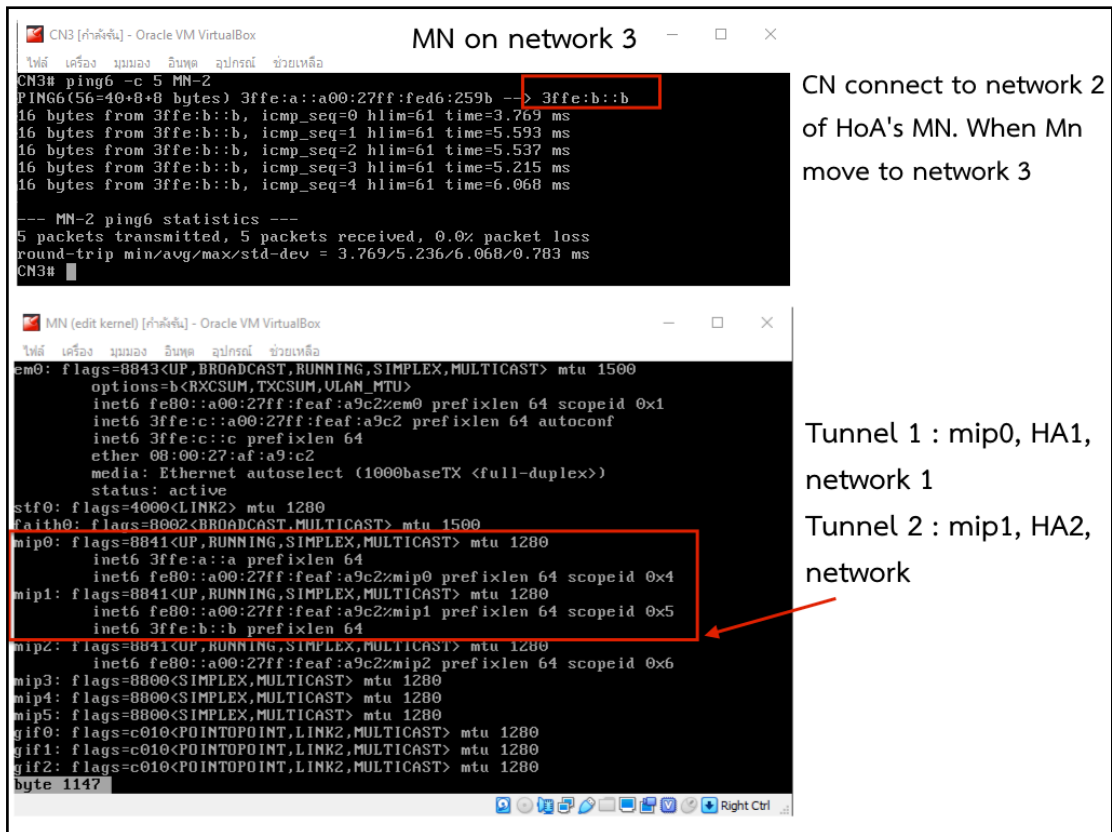 CN3 [กำลังรัน] - Oracle VM VirtualBox
MN on network 3
ไฟล์ เครื่อง มุมมอง อินพุต อุปกรณ์ ช่วยเหลือ
CN3# ping6 -c 5 MN-2
PING6(56=40+8+8 bytes) 3ffe:a::a00:27ff:fed6:259b --> 3ffe:b::b
16 bytes from 3ffe:b::b, icmp_seq=0 hlim=61 time=3.769 ms
16 bytes from 3ffe:b::b, icmp_seq=1 hlim=61 time=5.593 ms
16 bytes from 3ffe:b::b, icmp_seq=2 hlim=61 time=5.537 ms
16 bytes from 3ffe:b::b, icmp_seq=3 hlim=61 time=5.215 ms
16 bytes from 3ffe:b::b, icmp_seq=4 hlim=61 time=6.068 ms
--- MN-2 ping6 statistics ---
5 packets transmitted, 5 packets received, 0.0% packet loss
round-trip min/avg/max/std-dev = 3.769/5.236/6.068/0.783 ms
CN3#
CN connect to network 2
of HoA's MN. When Mn
move to network 3
MN (edit kernel) [กำลังรัน] - Oracle VM VirtualBox
ไฟล์ เครื่อง มุมมอง อินพุต อุปกรณ์ ช่วยเหลือ
em0: flags=8843<UP,BROADCAST,RUNNING,SIMPLEX,MULTICAST> mtu 1500
options=b<RXCSUM,TXCSUM,VLAN_MTU>
inet6 fe80::a00:27ff:feaf:a9c2%em0 prefixlen 64 scopeid 0x1
inet6 3ffe:c::a00:27ff:feaf:a9c2 prefixlen 64 autoconf
inet6 3ffe:c::c prefixlen 64
ether 08:00:27:af:a9:c2
media: Ethernet autoselect (1000baseTX <full-duplex>)
status: active
stf0: flags=4000<LINK2> mtu 1280
faith0: flags=8002<BROADCAST,MULTICAST> mtu 1500
mip0: flags=8841<UP,RUNNING,SIMPLEX,MULTICAST> mtu 1280
inet6 3ffe:a::a prefixlen 64
inet6 fe80::a00:27ff:feaf:a9c2%mip0 prefixlen 64 scopeid 0x4
mip1: flags=8841<UP,RUNNING,SIMPLEX,MULTICAST> mtu 1280
inet6 fe80::a00:27ff:feaf:a9c2%mip1 prefixlen 64 scopeid 0x5
inet6 3ffe:b::b prefixlen 64
mip2: flags=8841<UP,RUNNING,SIMPLEX,MULTICAST> mtu 1280
inet6 fe80::a00:27ff:feaf:a9c2%mip2 prefixlen 64 scopeid 0x6
mip3: flags=8800<SIMPLEX,MULTICAST> mtu 1280
mip4: flags=8800<SIMPLEX,MULTICAST> mtu 1280
mip5: flags=8800<SIMPLEX,MULTICAST> mtu 1280
gif0: flags=c010<POINTOPOINT,LINK2,MULTICAST> mtu 1280
gif1: flags=c010<POINTOPOINT,LINK2,MULTICAST> mtu 1280
gif2: flags=c010<POINTOPOINT,LINK2,MULTICAST> mtu 1280
byte 1147
Right Ctrl
Tunnel 1 : mip0, HA1,
network 1
Tunnel 2 : mip1, HA2,
network